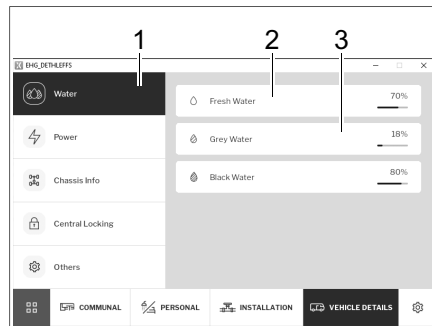 1 2 3
EHG_DETHLEFFS
Water
Fresh Water 70%
Power
Grey Water 18%
Chassis Info
Black Water 80%
Central Locking
Others
COMMUNAL PERSONAL INSTALLATION VEHICLE DETAILS